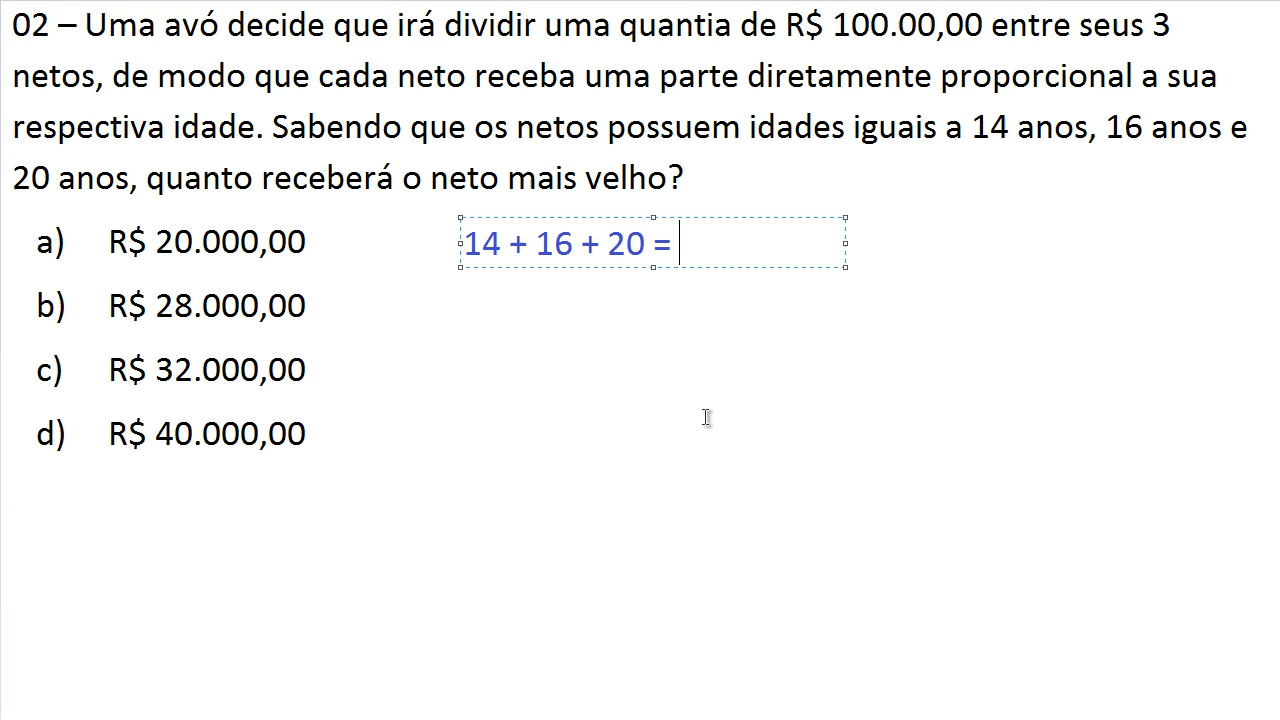 02 – Uma avó decide que irá dividir uma quantia de R$ 100.00,00 entre seus 3
netos, de modo que cada neto receba uma parte diretamente proporcional a sua
respectiva idade. Sabendo que os netos possuem idades iguais a 14 anos, 16 anos e
20 anos, quanto receberá o neto mais velho?
a) R$ 20.000,00
14 + 16 + 20 =
b) R$ 28.000,00
c) R$ 32.000,00
d) R$ 40.000,00